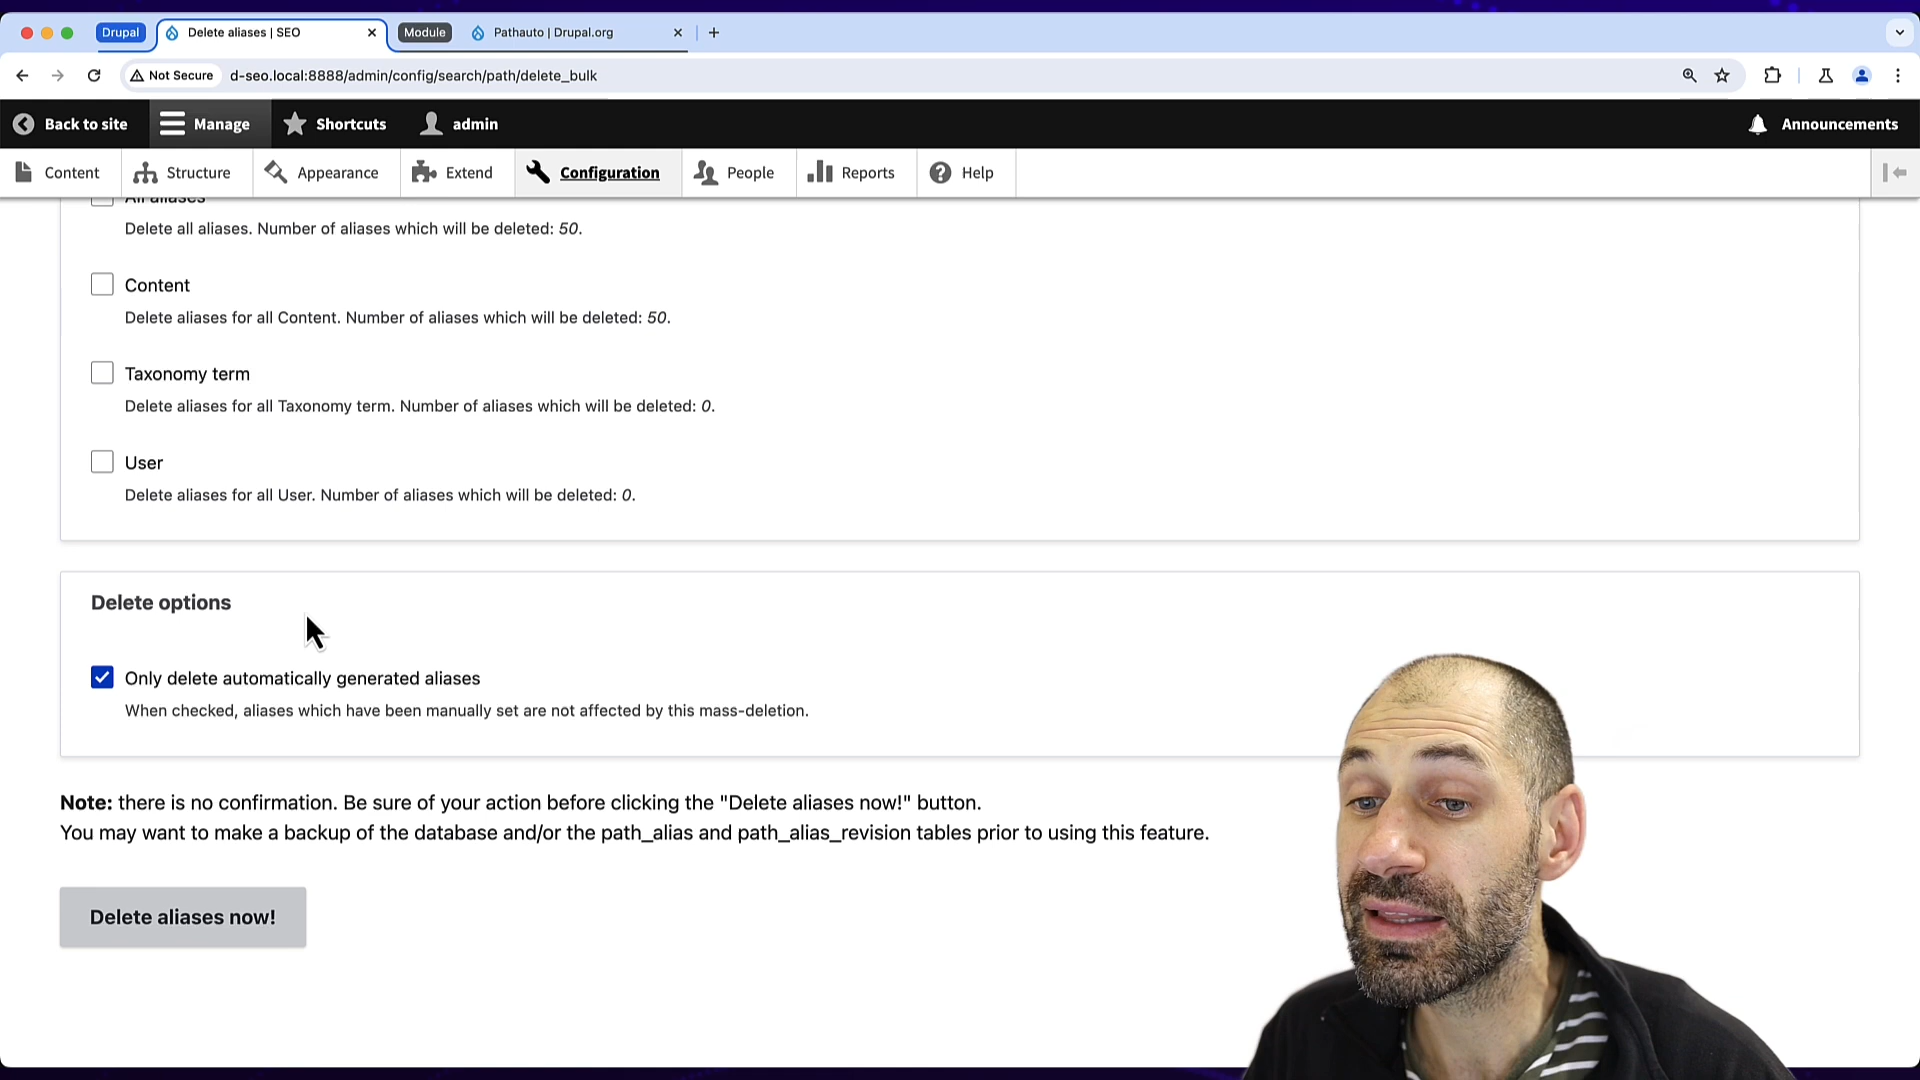 Drupal
Delete aliases | SEO
Module
Pathauto | Drupal.org
Not Secure
d-seo.local:8888/admin/config/search/path/delete_bulk
Back to site
Manage
Shortcuts
admin
Announcements
Content
Structure
Appearance
Extend
Configuration
People
Reports
Help
All aliases
Delete all aliases. Number of aliases which will be deleted: 50.
Content
Delete aliases for all Content. Number of aliases which will be deleted: 50.
Taxonomy term
Delete aliases for all Taxonomy term. Number of aliases which will be deleted: 0.
User
Delete aliases for all User. Number of aliases which will be deleted: 0.
Delete options
Only delete automatically generated aliases
When checked, aliases which have been manually set are not affected by this mass-deletion.
Note: there is no confirmation. Be sure of your action before clicking the "Delete aliases now!" button.
You may want to make a backup of the database and/or the path_alias and path_alias_revision tables prior to using this feature.
Delete aliases now!